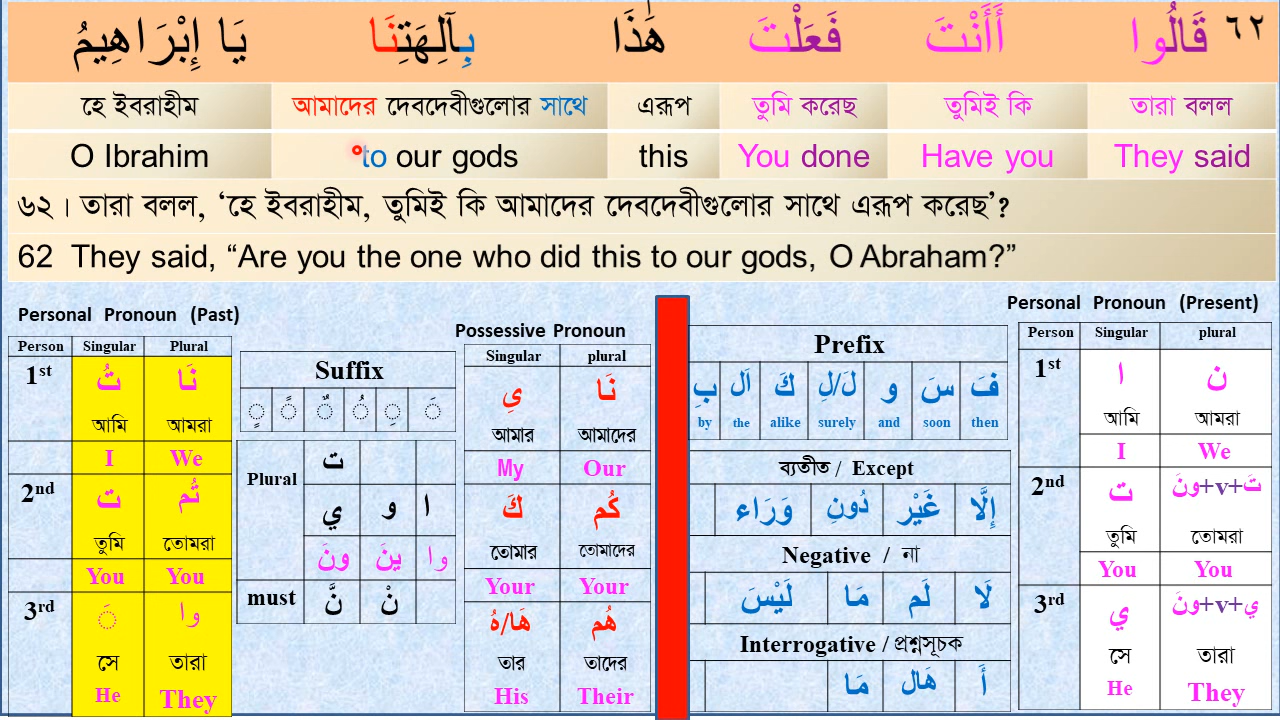 ٦٢ قَالُوا أَأَنْتَ فَعَلْتَ هَٰذَا بِآلِهَتِنَا يَا إِبْرَاهِيمُ
হে ইবরাহীম আমাদের দেবদেবীগুলোর সাথে এরূপ তুমি করেছ তুমিই কি তারা বলল
O Ibrahim to our gods this You done Have you They said
৬২। তারা বলল, ‘হে ইবরাহীম, তুমিই কি আমাদের দেবদেবীগুলোর সাথে এরূপ করেছ’?
62 They said, “Are you the one who did this to our gods, O Abraham?”
Personal Pronoun (Past)
Person Singular Plural
1st تُ نَا
আমি আমরা
I We
2nd ت تُم
তুমি তোমরা
You You
3rd َ وا
সে তারা
He They
Suffix
ٍ ً ٌ ُ ِ َ
Plural ت
ي و ا
ونَ ينَ وا
must نَّ نْ
Possessive Pronoun
Singular plural
يِ نَا
আমার আমাদের
My Our
كَ كُم
তোমার তোমাদের
Your Your
هَا/هُ هُم
তার তাদের
His Their
Prefix
بِ اَل كَ لَ/لِ و سَ فَ
by the alike surely and soon then
ব্যতীত / Except
وَرَاء دُونِ غَيْر إِلَّا
Negative / না
لَيْسَ مَا لَم لَا
Interrogative / প্রশ্নসূচক
مَا هَال أَ
Personal Pronoun (Present)
Person Singular plural
1st ا ن
আমি আমরা
I We
2nd ت تَ+v+ونَ
তুমি তোমরা
You You
3rd ي ي+v+ونَ
সে তারা
He They